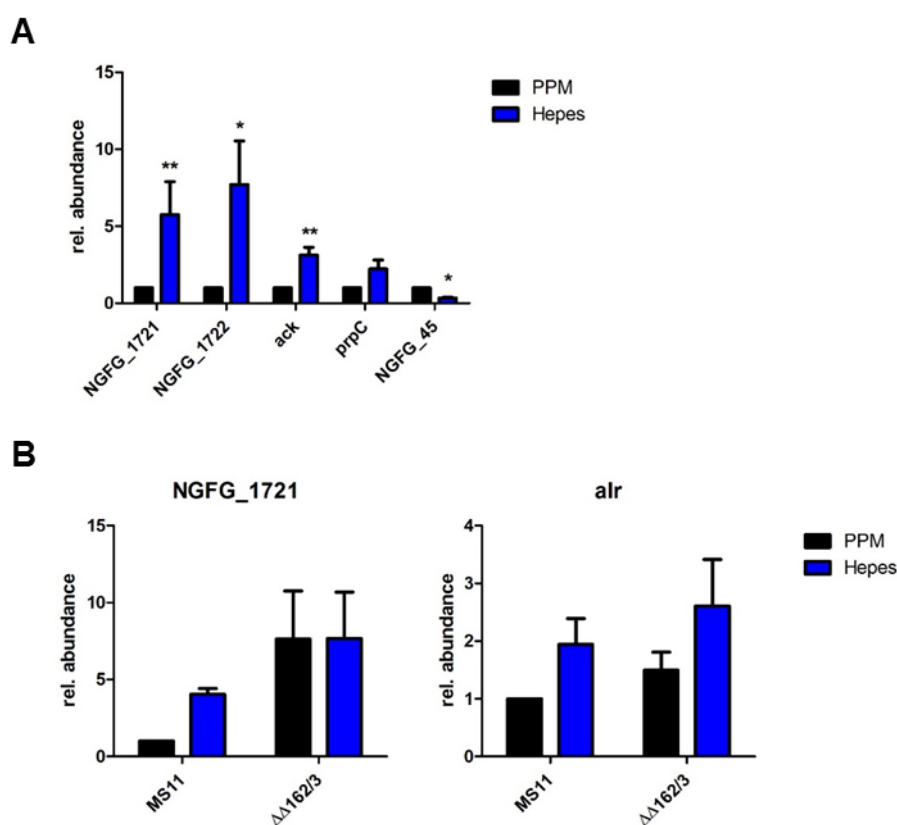 A
15
10
5
0
rel. abundance
** * ** *
NGFG_1721 NGFG_1722 ack prpC NGFG_45
PPM
Hepes
B
NGFG_1721
15
10
5
0
rel. abundance
MS11 ΔΔ162/3
alr
4
3
2
1
0
rel. abundance
MS11 ΔΔ162/3
PPM
Hepes